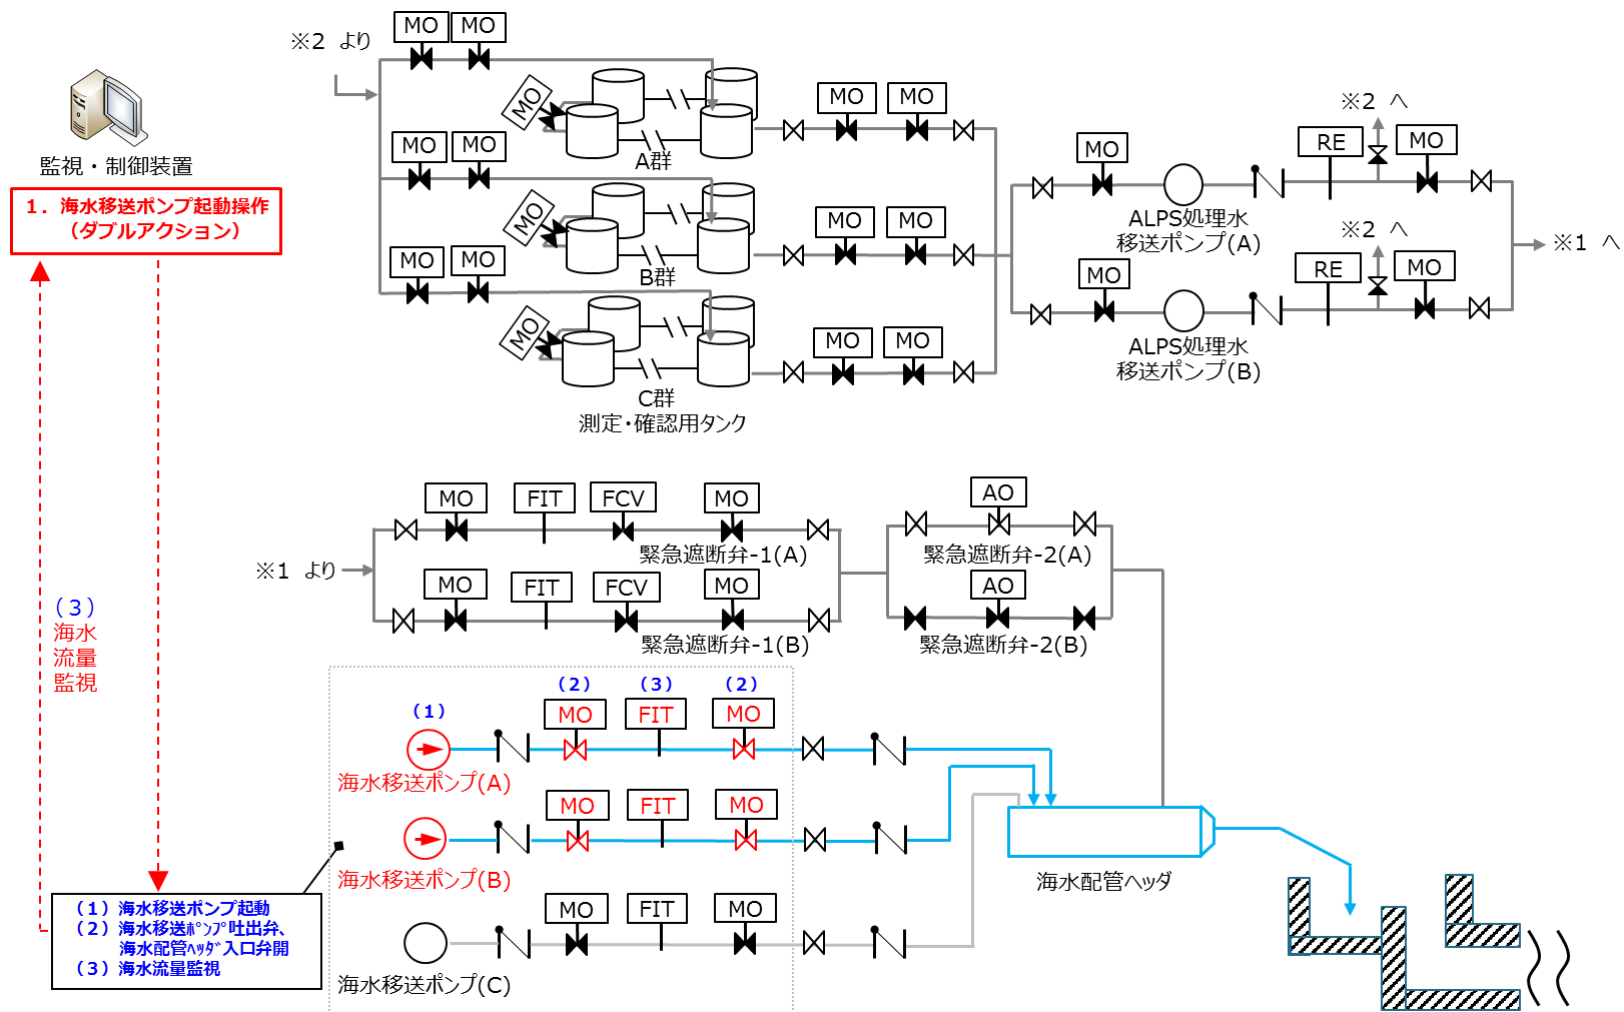 ※2 より
MO
MO
MO
A群
MO
MO
MO
MO
MO
B群
MO
MO
MO
MO
MO
C群
MO
MO
測定・確認用タンク
MO
ALPS処理水
移送ポンプ(A)
RE
※2 へ
MO
MO
ALPS処理水
移送ポンプ(B)
RE
※2 へ
MO
※1 へ
監視・制御装置
1．海水移送ポンプ起動操作
（ダブルアクション）
（3）
海水
流量
監視
※1 より
MO
FIT
FCV
MO
緊急遮断弁-1(A)
MO
FIT
FCV
MO
緊急遮断弁-1(B)
AO
緊急遮断弁-2(A)
AO
緊急遮断弁-2(B)
（1）
（2）
（3）
（2）
MO
FIT
MO
海水移送ポンプ(A)
MO
FIT
MO
海水移送ポンプ(B)
MO
FIT
MO
海水移送ポンプ(C)
海水配管ヘッダ
（1）海水移送ポンプ起動
（2）海水移送ﾎﾟﾝﾌﾟ吐出弁、
海水配管ﾍｯﾀﾞ入口弁開
（3）海水流量監視